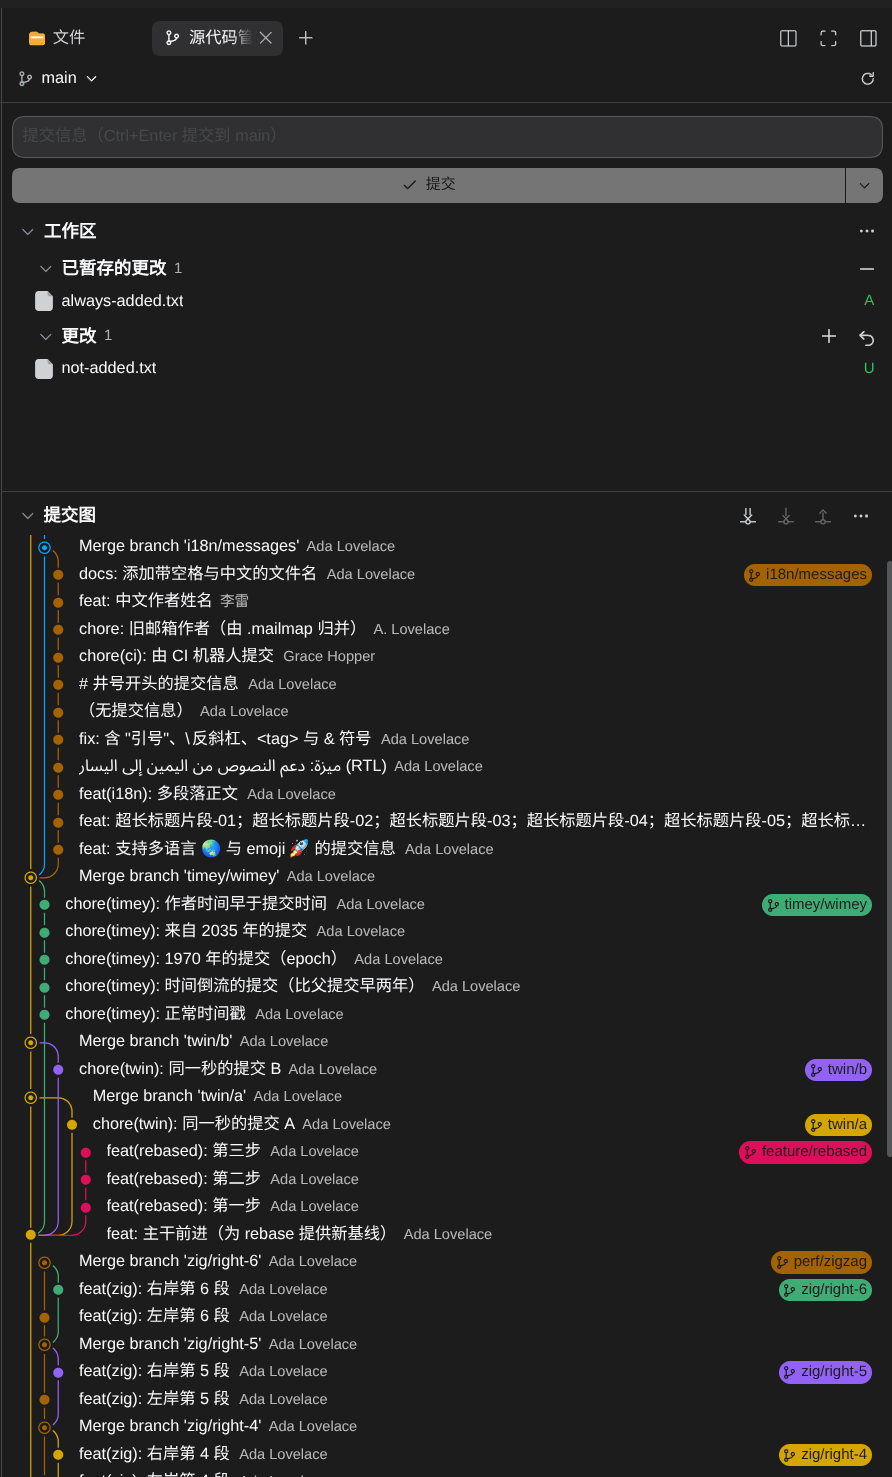 文件 源代码管
main
提交信息（Ctrl+Enter 提交到 main）
提交
工作区
已暂存的更改 1
always-added.txt A
更改 1
not-added.txt U
提交图
Merge branch 'i18n/messages' Ada Lovelace
docs: 添加带空格与中文的文件名 Ada Lovelace i18n/messages
feat: 中文作者姓名 李雷
chore: 旧邮箱作者（由 .mailmap 归并） A. Lovelace
chore(ci): 由 CI 机器人提交 Grace Hopper
# 井号开头的提交信息 Ada Lovelace
（无提交信息） Ada Lovelace
fix: 含 "引号"、\反斜杠、<tag> 与 & 符号 Ada Lovelace
ميزة: دعم النصوص من اليمين إلى اليسار (RTL) Ada Lovelace
feat(i18n): 多段落正文 Ada Lovelace
feat: 超长标题片段-01；超长标题片段-02；超长标题片段-03；超长标题片段-04；超长标题片段-05；超长标…
feat: 支持多语言 🌏 与 emoji 🚀 的提交信息 Ada Lovelace
Merge branch 'timey/wimey' Ada Lovelace
chore(timey): 作者时间早于提交时间 Ada Lovelace timey/wimey
chore(timey): 来自 2035 年的提交 Ada Lovelace
chore(timey): 1970 年的提交（epoch） Ada Lovelace
chore(timey): 时间倒流的提交（比父提交早两年） Ada Lovelace
chore(timey): 正常时间戳 Ada Lovelace
Merge branch 'twin/b' Ada Lovelace
chore(twin): 同一秒的提交 B Ada Lovelace twin/b
Merge branch 'twin/a' Ada Lovelace
chore(twin): 同一秒的提交 A Ada Lovelace twin/a
feat(rebased): 第三步 Ada Lovelace feature/rebased
feat(rebased): 第二步 Ada Lovelace
feat(rebased): 第一步 Ada Lovelace
feat: 主干前进（为 rebase 提供新基线） Ada Lovelace
Merge branch 'zig/right-6' Ada Lovelace perf/zigzag
feat(zig): 右岸第 6 段 Ada Lovelace zig/right-6
feat(zig): 左岸第 6 段 Ada Lovelace
Merge branch 'zig/right-5' Ada Lovelace
feat(zig): 右岸第 5 段 Ada Lovelace zig/right-5
feat(zig): 左岸第 5 段 Ada Lovelace
Merge branch 'zig/right-4' Ada Lovelace
feat(zig): 右岸第 4 段 Ada Lovelace zig/right-4